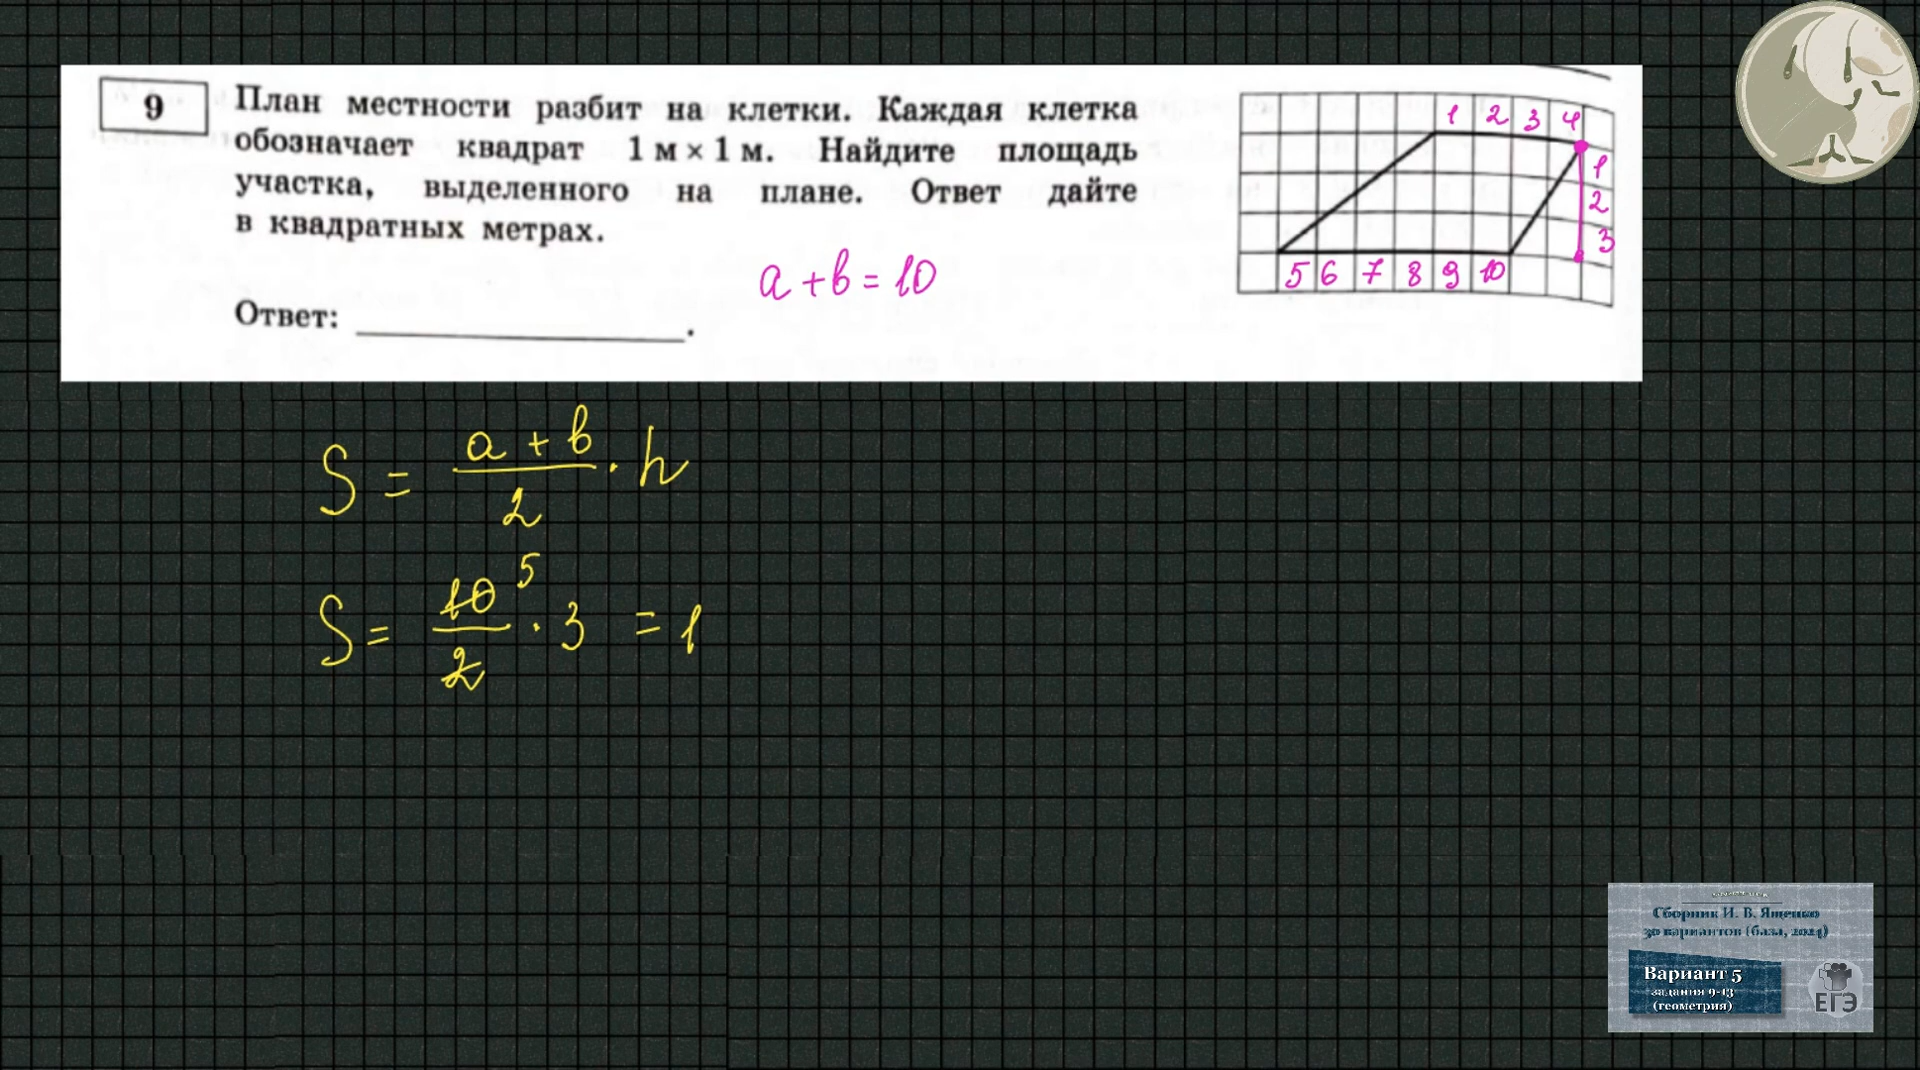 9
План местности разбит на клетки. Каждая клетка
обозначает квадрат 1 м × 1 м. Найдите площадь
участка, выделенного на плане. Ответ дайте
в квадратных метрах.
1 2 3 4
1
2
3
5 6 7 8 9 10
a + b = 10
Ответ: ____________.
S = a + b / 2 · h
S = 10 5 / 2 · 3 = 1
Сборник И. В. Ященко
30 вариантов (база, 2024)
Вариант 5
задания 9-13
(геометрия)
ЕГЭ